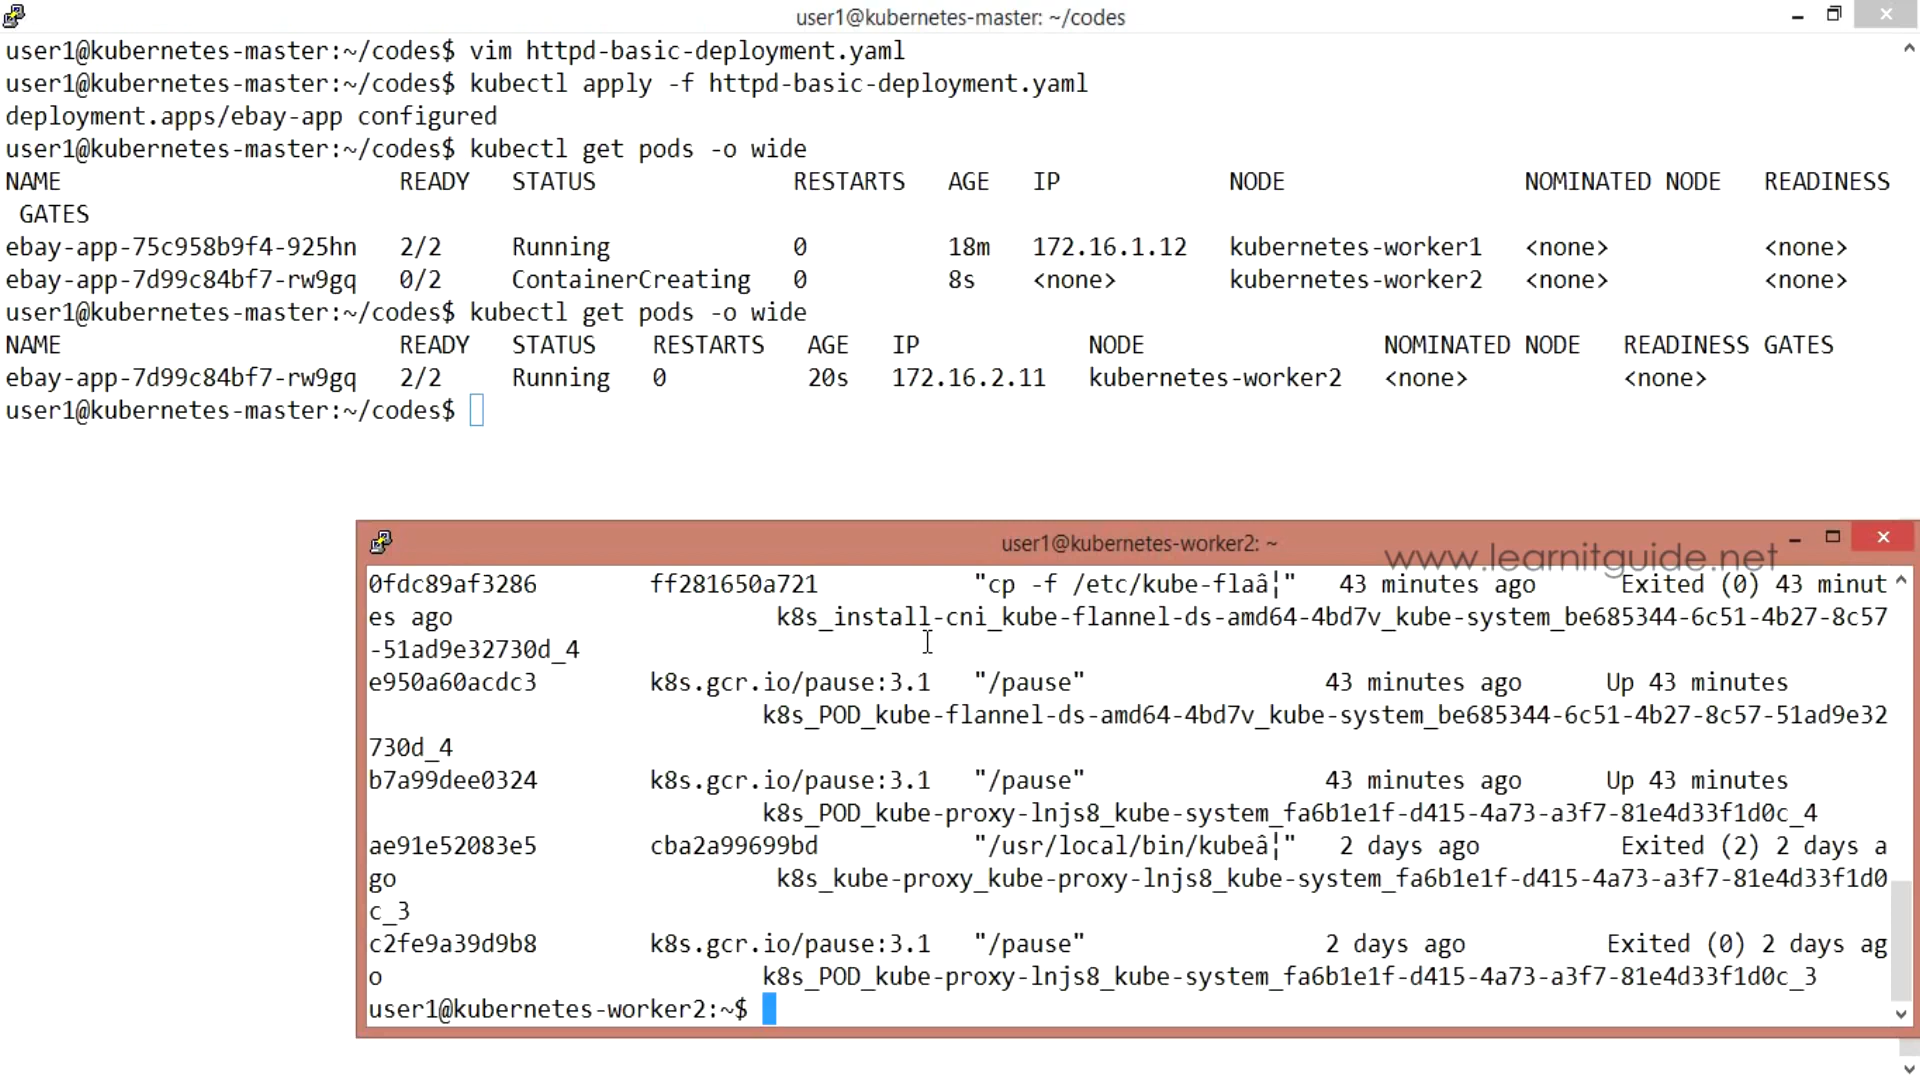 user1@kubernetes-master: ~/codes
user1@kubernetes-master:~/codes$ vim httpd-basic-deployment.yaml
user1@kubernetes-master:~/codes$ kubectl apply -f httpd-basic-deployment.yaml
deployment.apps/ebay-app configured
user1@kubernetes-master:~/codes$ kubectl get pods -o wide
NAME READY STATUS RESTARTS AGE IP NODE NOMINATED NODE READINESS
GATES
ebay-app-75c958b9f4-925hn 2/2 Running 0 18m 172.16.1.12 kubernetes-worker1 <none> <none>
ebay-app-7d99c84bf7-rw9gq 0/2 ContainerCreating 0 8s <none> kubernetes-worker2 <none> <none>
user1@kubernetes-master:~/codes$ kubectl get pods -o wide
NAME READY STATUS RESTARTS AGE IP NODE NOMINATED NODE READINESS GATES
ebay-app-7d99c84bf7-rw9gq 2/2 Running 0 20s 172.16.2.11 kubernetes-worker2 <none> <none>
user1@kubernetes-master:~/codes$
user1@kubernetes-worker2: ~
www.learnitguide.net
0fdc89af3286 ff281650a721 "cp -f /etc/kube-flaâ¦" 43 minutes ago Exited (0) 43 minut
es ago k8s_install-cni_kube-flannel-ds-amd64-4bd7v_kube-system_be685344-6c51-4b27-8c57
-51ad9e32730d_4
e950a60acdc3 k8s.gcr.io/pause:3.1 "/pause" 43 minutes ago Up 43 minutes
k8s_POD_kube-flannel-ds-amd64-4bd7v_kube-system_be685344-6c51-4b27-8c57-51ad9e32
730d_4
b7a99dee0324 k8s.gcr.io/pause:3.1 "/pause" 43 minutes ago Up 43 minutes
k8s_POD_kube-proxy-lnjs8_kube-system_fa6b1e1f-d415-4a73-a3f7-81e4d33f1d0c_4
ae91e52083e5 cba2a99699bd "/usr/local/bin/kubeâ¦" 2 days ago Exited (2) 2 days a
go k8s_kube-proxy_kube-proxy-lnjs8_kube-system_fa6b1e1f-d415-4a73-a3f7-81e4d33f1d0
c_3
c2fe9a39d9b8 k8s.gcr.io/pause:3.1 "/pause" 2 days ago Exited (0) 2 days ag
o k8s_POD_kube-proxy-lnjs8_kube-system_fa6b1e1f-d415-4a73-a3f7-81e4d33f1d0c_3
user1@kubernetes-worker2:~$